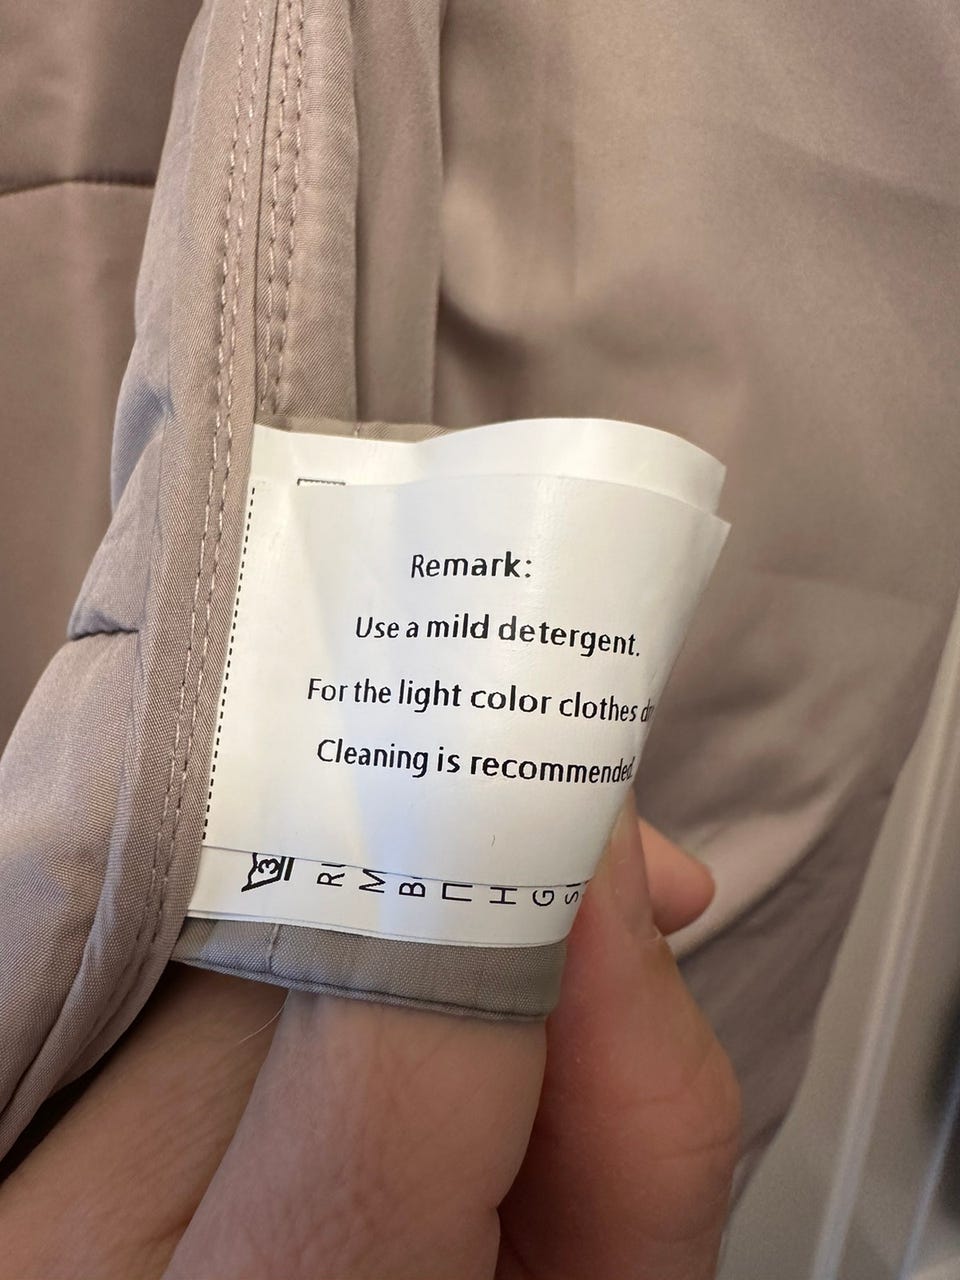 Remark:
Use a mild detergent.
For the light color clothes
Cleaning is recommended.